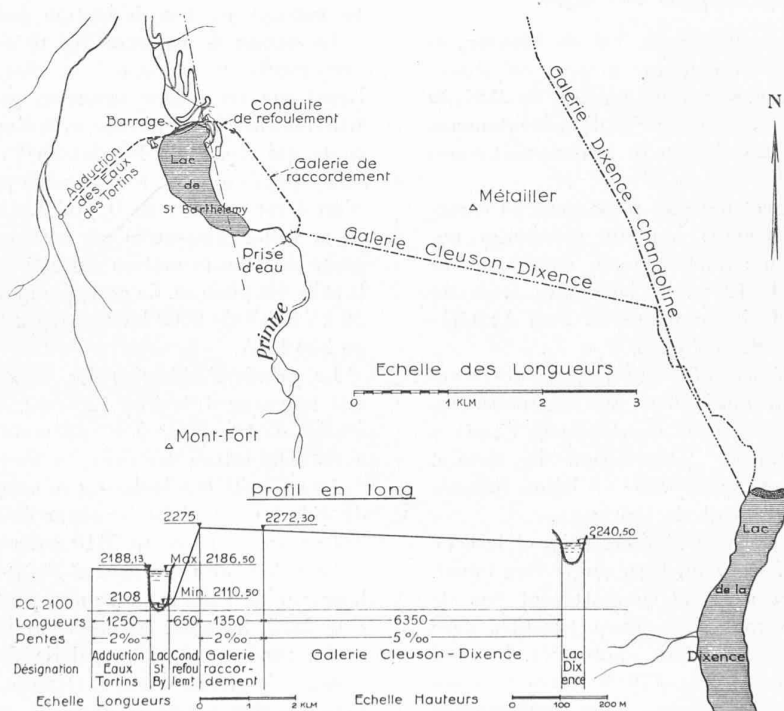 Barrage
Conduite
de refoulement
Galerie Dixence-Chandoline
N
Adduction
des Eaux
des Tortins
Lac
de
St Barthélemy
Galerie de
raccordement
Métailler
Prise
d'eau
Galerie Cleuson-Dixence
Printze
Echelle des Longueurs
0 1 KLM 2 3
Mont-Fort
Lac
de la
Dixence
Profil en long
2275 2272,30
2240,50
2188,13 Max. 2186,50
2108 Min. 2110,50
P.C 2100
Longueurs 1250 650 1350 6350
Pentes 2‰ 2‰ 5‰
Désignation
Adduction
Eaux
Tortins
Lac
St
By
Cond.
refou
lemt
Galerie
raccor-
dement
Galerie Cleuson-Dixence
Lac
Dix
ence
Echelle Longueurs 0 1 2 KLM Echelle Hauteurs 0 100 200 M